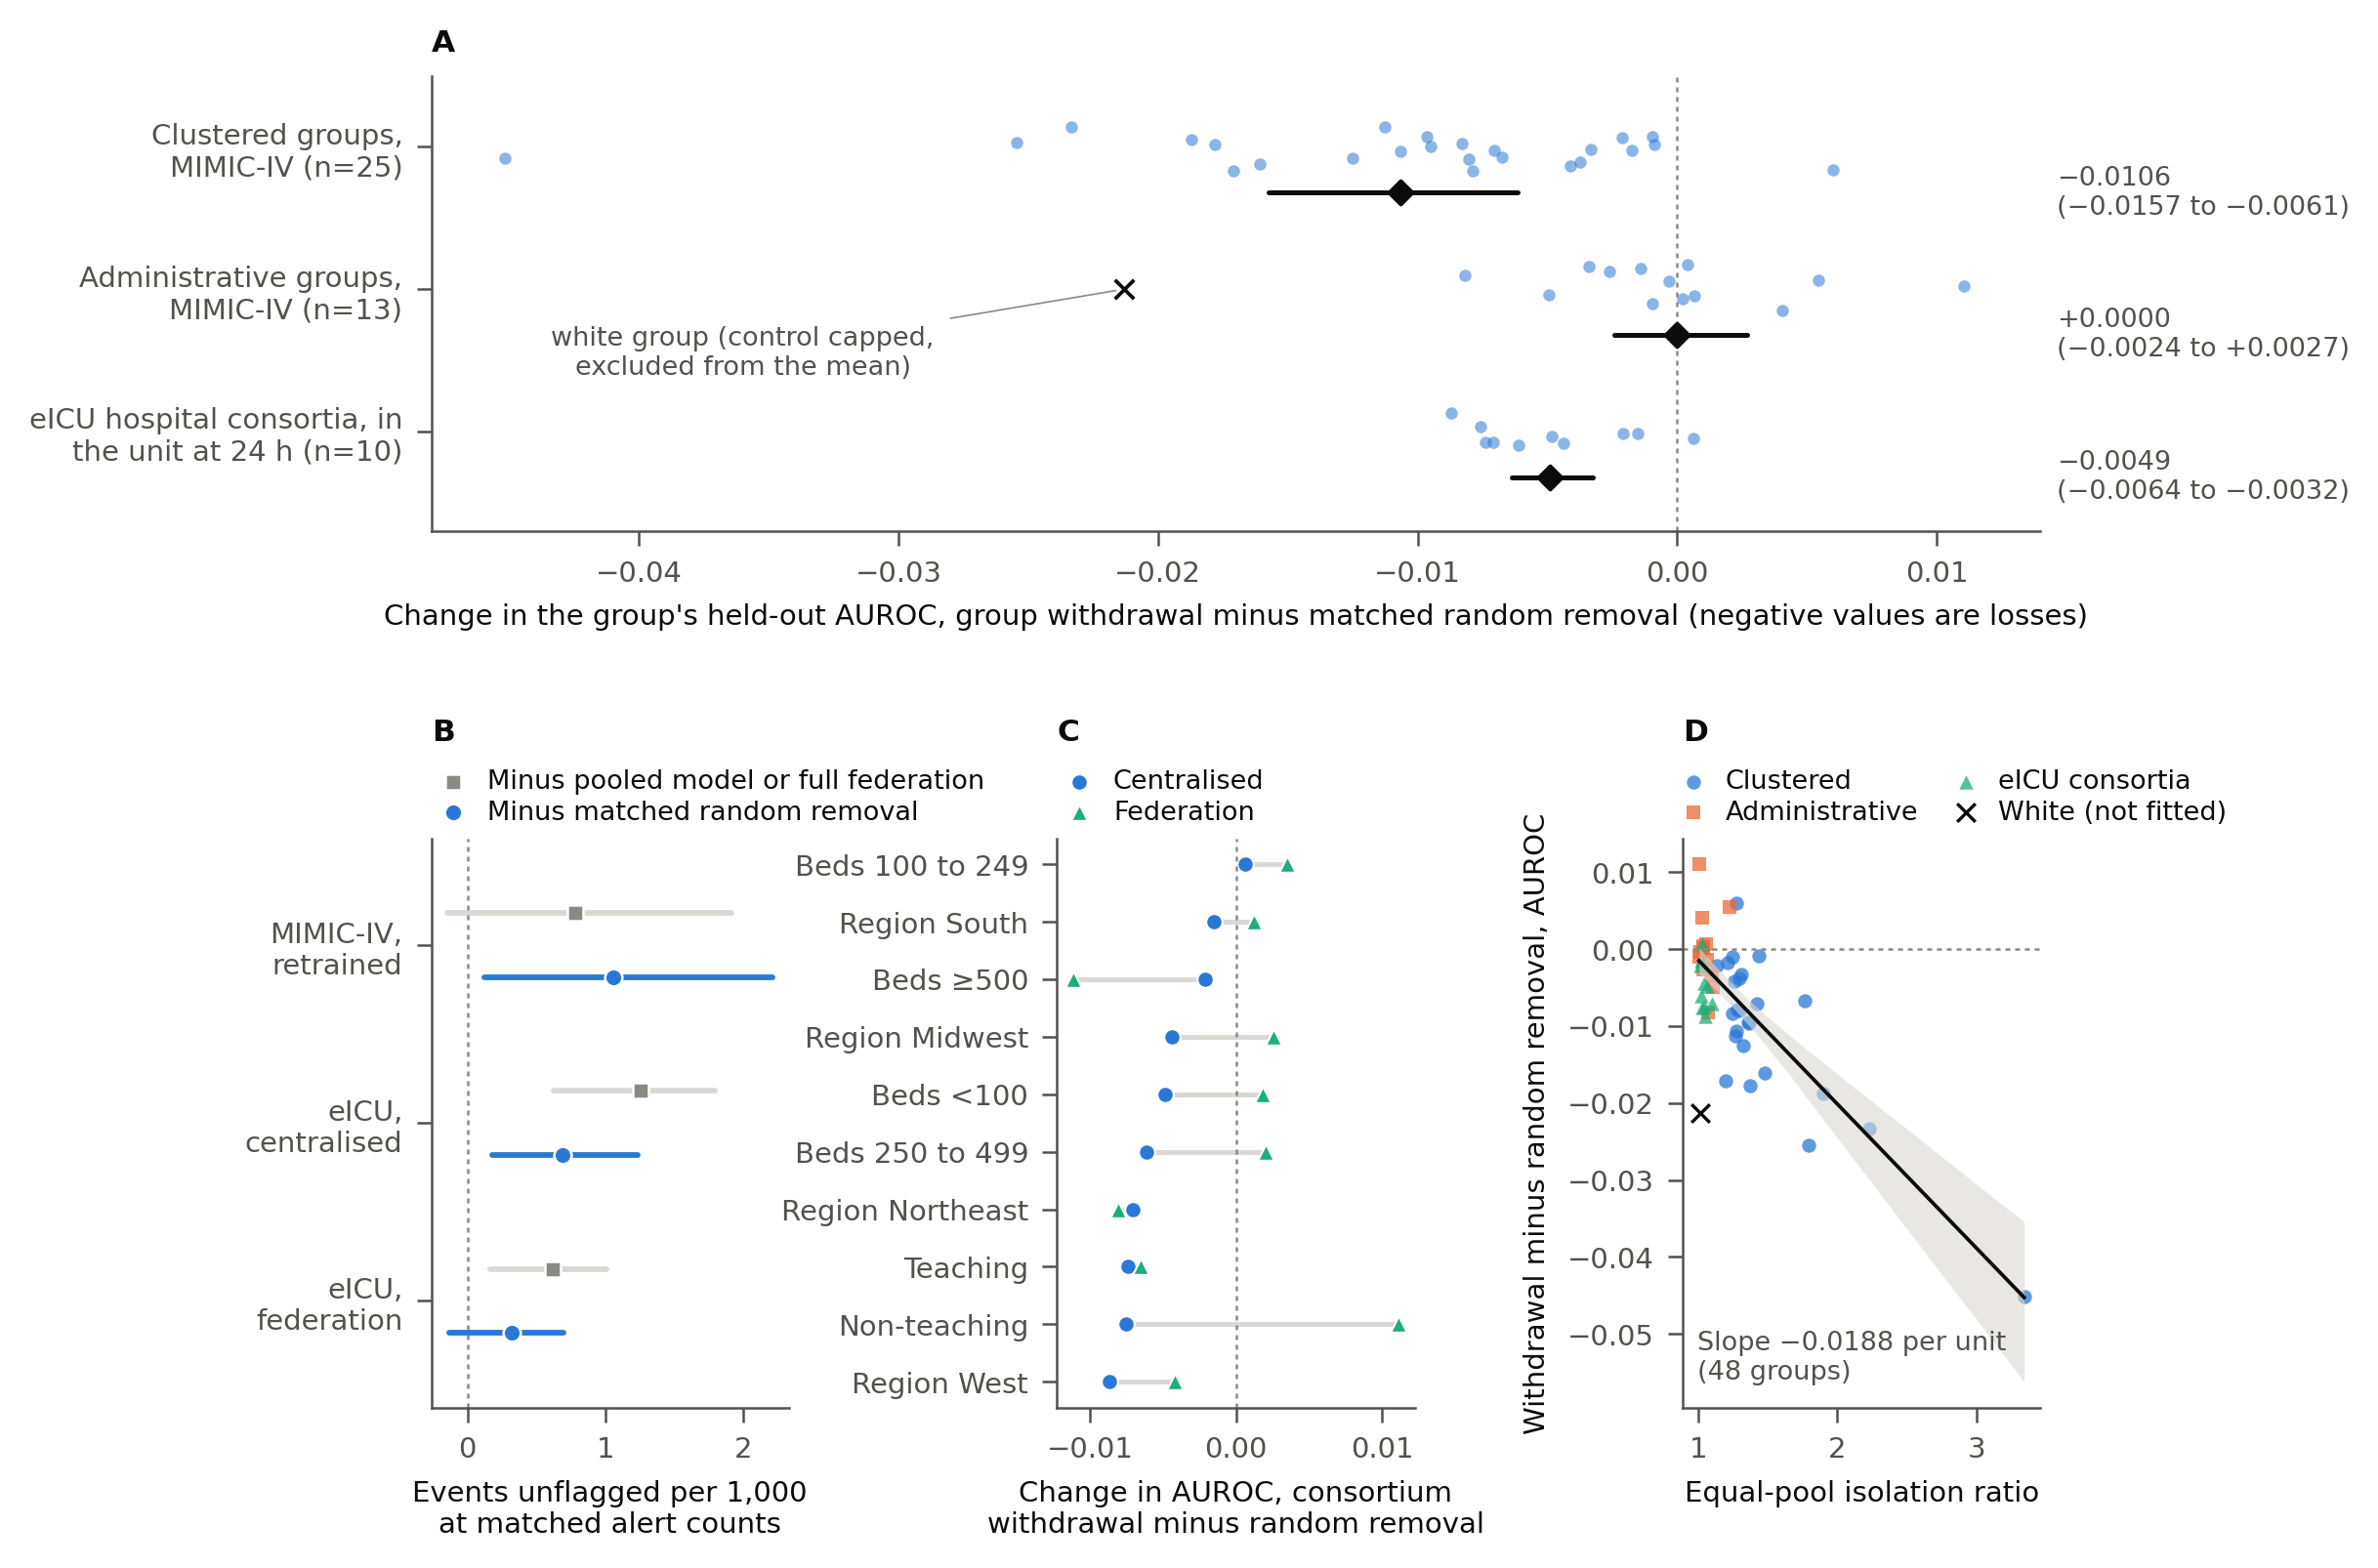 A
Clustered groups,
MIMIC-IV (n=25)
−0.0106
(−0.0157 to −0.0061)
Administrative groups,
MIMIC-IV (n=13)
white group (control capped,
excluded from the mean)
+0.0000
(−0.0024 to +0.0027)
eICU hospital consortia, in
the unit at 24 h (n=10)
−0.0049
(−0.0064 to −0.0032)
−0.04 −0.03 −0.02 −0.01 0.00 0.01
Change in the group's held-out AUROC, group withdrawal minus matched random removal (negative values are losses)
B
Minus pooled model or full federation
Minus matched random removal
MIMIC-IV,
retrained
eICU,
centralised
eICU,
federation
0 1 2
Events unflagged per 1,000
at matched alert counts
C
Centralised
Federation
Beds 100 to 249
Region South
Beds ≥500
Region Midwest
Beds <100
Beds 250 to 499
Region Northeast
Teaching
Non-teaching
Region West
−0.01 0.00 0.01
Change in AUROC, consortium
withdrawal minus random removal
D
Clustered
Administrative
eICU consortia
White (not fitted)
Withdrawal minus random removal, AUROC
0.01
0.00
−0.01
−0.02
−0.03
−0.04
−0.05
Slope −0.0188 per unit
(48 groups)
1 2 3
Equal-pool isolation ratio